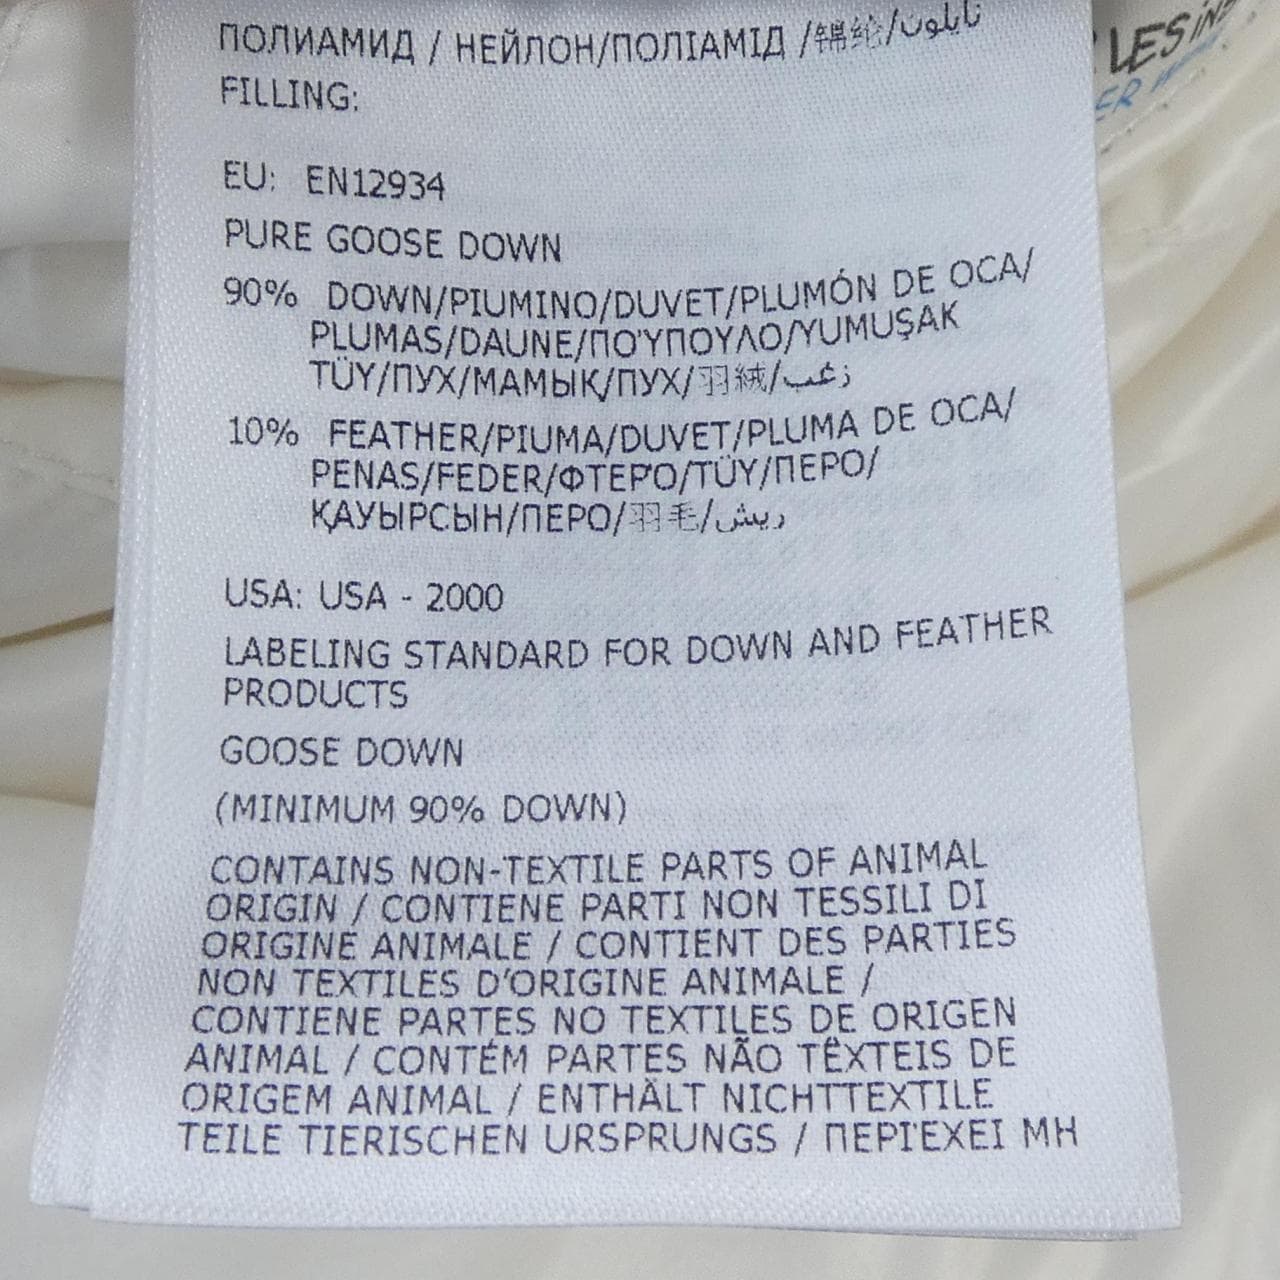 ПОЛИАМИД / НЕЙЛОН/ПОЛІАМІД /锦纶/نايلون
FILLING:
EU: EN12934
PURE GOOSE DOWN
90% DOWN/PIUMINO/DUVET/PLUMÓN DE OCA/
PLUMAS/DAUNE/ΠΟΎΠΟΥΛΟ/YUMUŞAK
TÜY/ПУХ/МАМЫҚ/ПУХ/羽絨/زغب
10% FEATHER/PIUMA/DUVET/PLUMA DE OCA/
PENAS/FEDER/ΦΤΕΡΌ/TÜY/ПЕРО/
ҚАУЫРСЫН/ПЕРО/羽毛/ريش
USA: USA - 2000
LABELING STANDARD FOR DOWN AND FEATHER
PRODUCTS
GOOSE DOWN
(MINIMUM 90% DOWN)
CONTAINS NON-TEXTILE PARTS OF ANIMAL
ORIGIN / CONTIENE PARTI NON TESSILI DI
ORIGINE ANIMALE / CONTIENT DES PARTIES
NON TEXTILES D'ORIGINE ANIMALE /
CONTIENE PARTES NO TEXTILES DE ORIGEN
ANIMAL / CONTÉM PARTES NÃO TÊXTEIS DE
ORIGEM ANIMAL / ENTHÄLT NICHTTEXTILE
TEILE TIERISCHEN URSPRUNGS / ΠΕΡΙΈΧΕΙ ΜΗ
LES